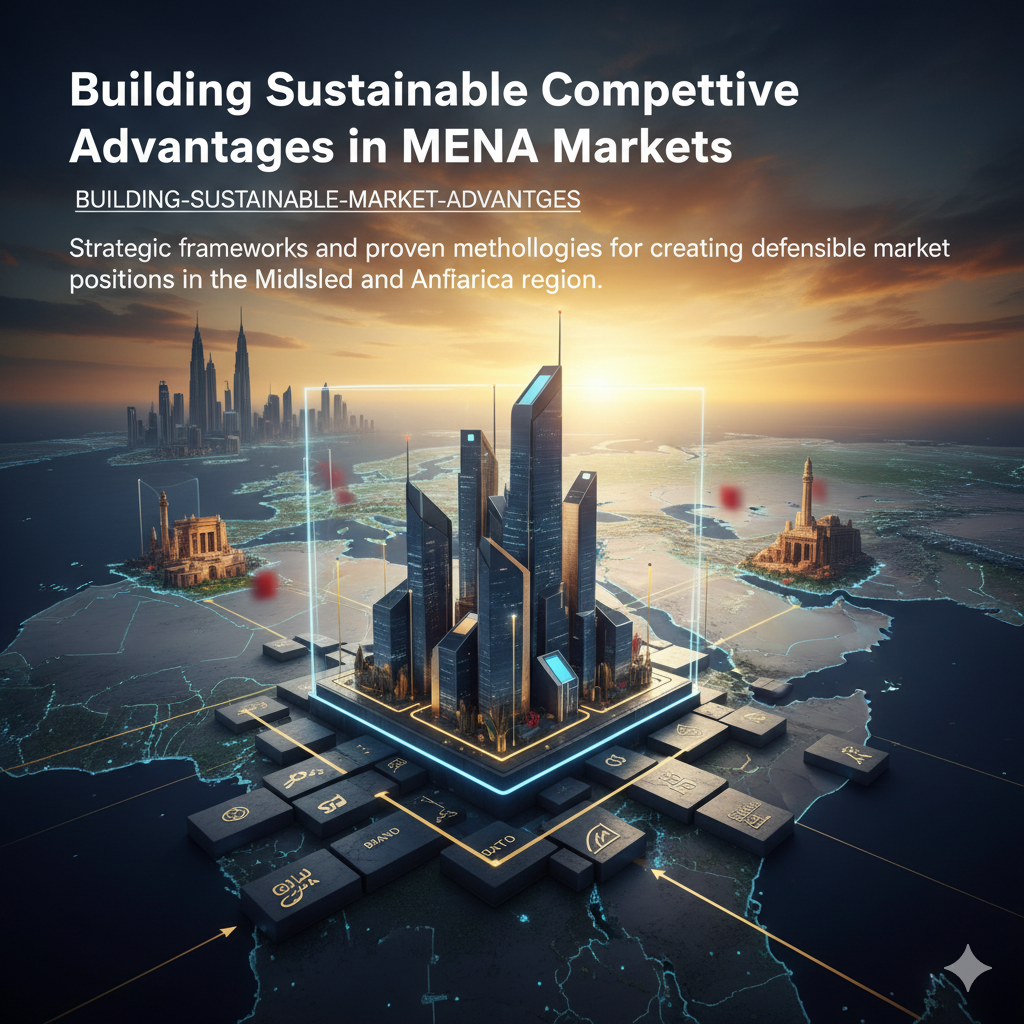 Building Sustainable Compettive
Advantages in MENA Markets
BUILDING-SUSTAINABLE-MARKET-ADVANTGES
Strategic frameworks and proven methollogies for creating defensible market
positions in the Midlsled and Anfiarica region.
BRAND